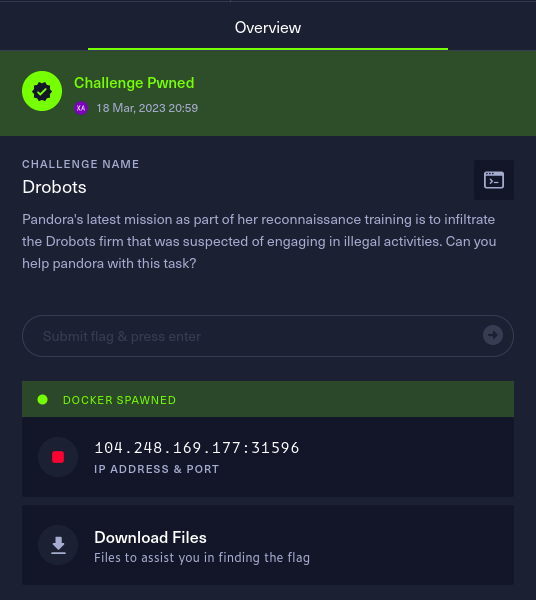 Overview
Challenge Pwned
XA 18 Mar, 2023 20:59
CHALLENGE NAME
Drobots
Pandora's latest mission as part of her reconnaissance training is to infiltrate
the Drobots firm that was suspected of engaging in illegal activities. Can you
help pandora with this task?
Submit flag & press enter
DOCKER SPAWNED
104.248.169.177:31596
IP ADDRESS & PORT
Download Files
Files to assist you in finding the flag